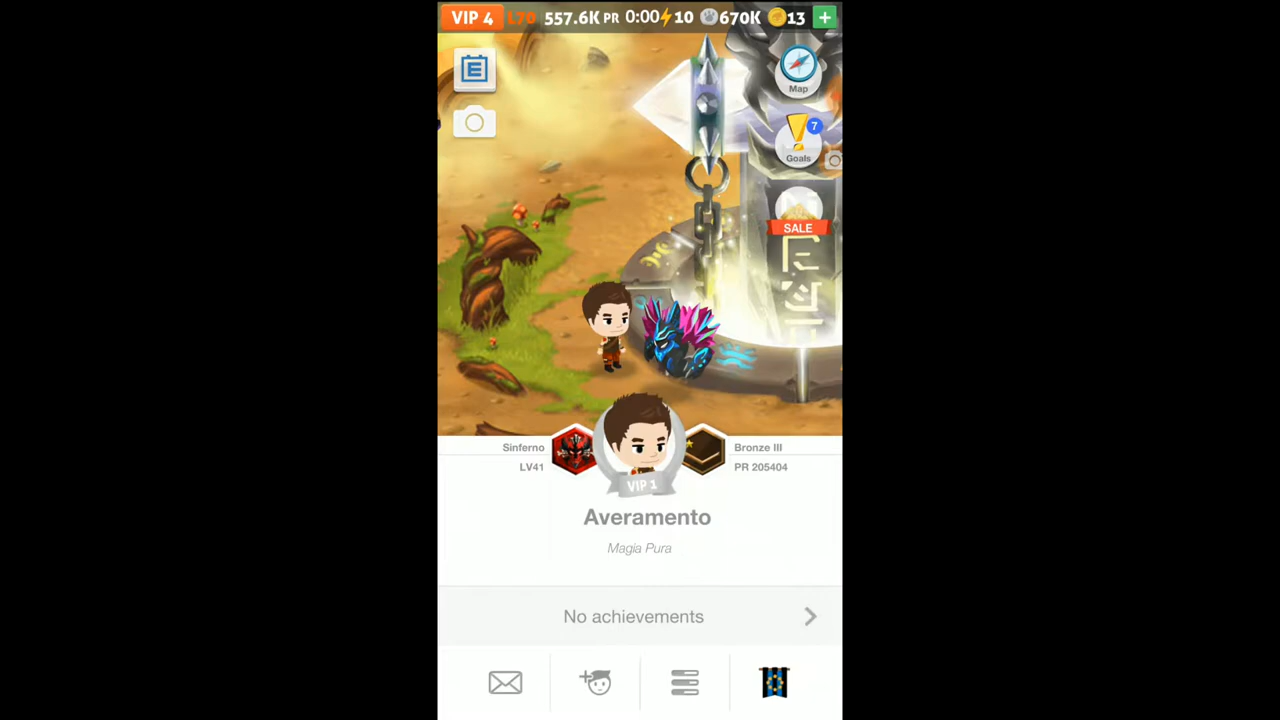 VIP 4 L70 557.6K PR 0:00 10 670K 13
E
Map
7
Goals
SALE
Sinferno
LV41
Bronze III
PR 205404
VIP 1
Averamento
Magia Pura
No achievements